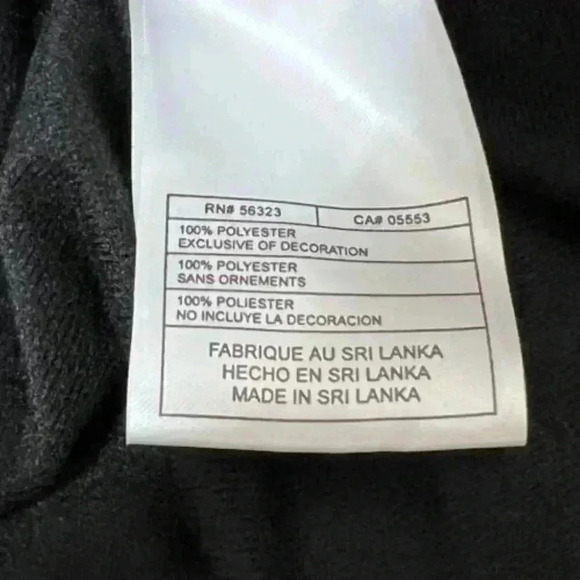 RN# 56323 CA# 05553
100% POLYESTER
EXCLUSIVE OF DECORATION
100% POLYESTER
SANS ORNEMENTS
100% POLIESTER
NO INCLUYE LA DECORACION
FABRIQUE AU SRI LANKA
HECHO EN SRI LANKA
MADE IN SRI LANKA